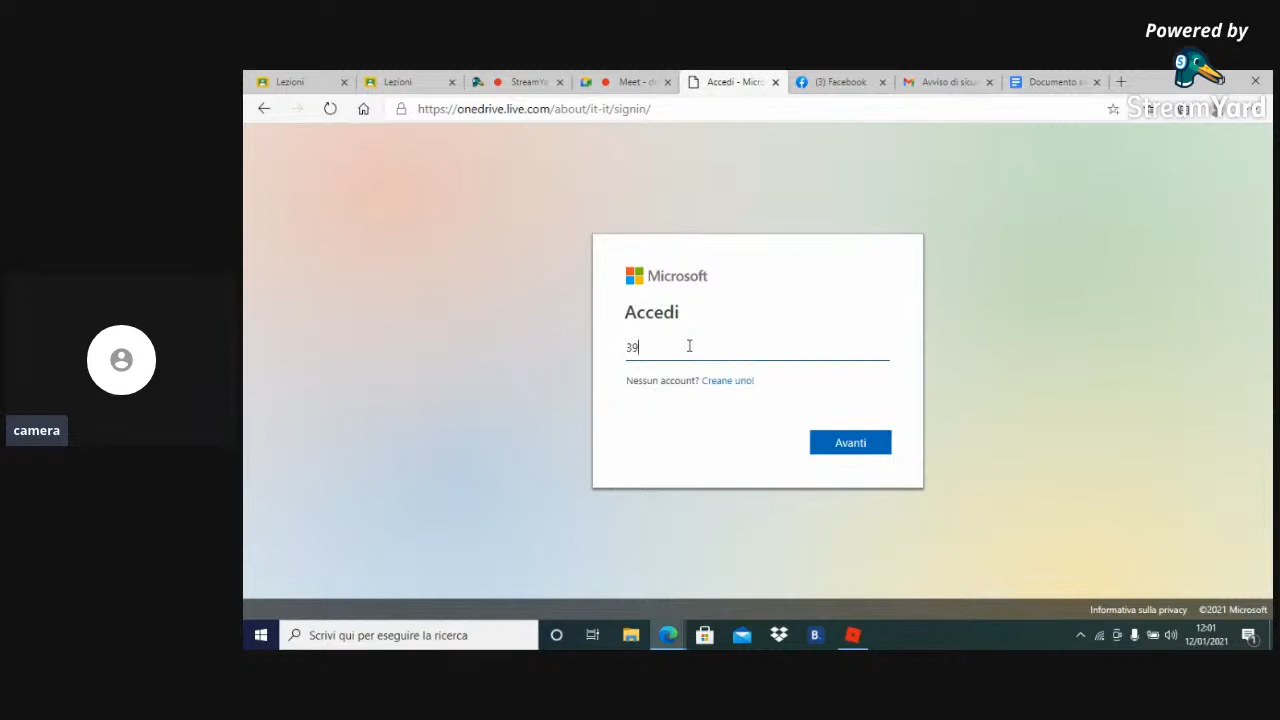 Powered by
StreamYard
Lezioni
Lezioni
StreamYa
Meet - d
Accedi - Micro
(3) Facebook
Avviso di sicu
Documento s
https://onedrive.live.com/about/it-it/signin/
Microsoft
Accedi
39
Nessun account? Creane uno!
Avanti
camera
Informativa sulla privacy
©2021 Microsoft
Scrivi qui per eseguire la ricerca
B.
12:01
12/01/2021
1